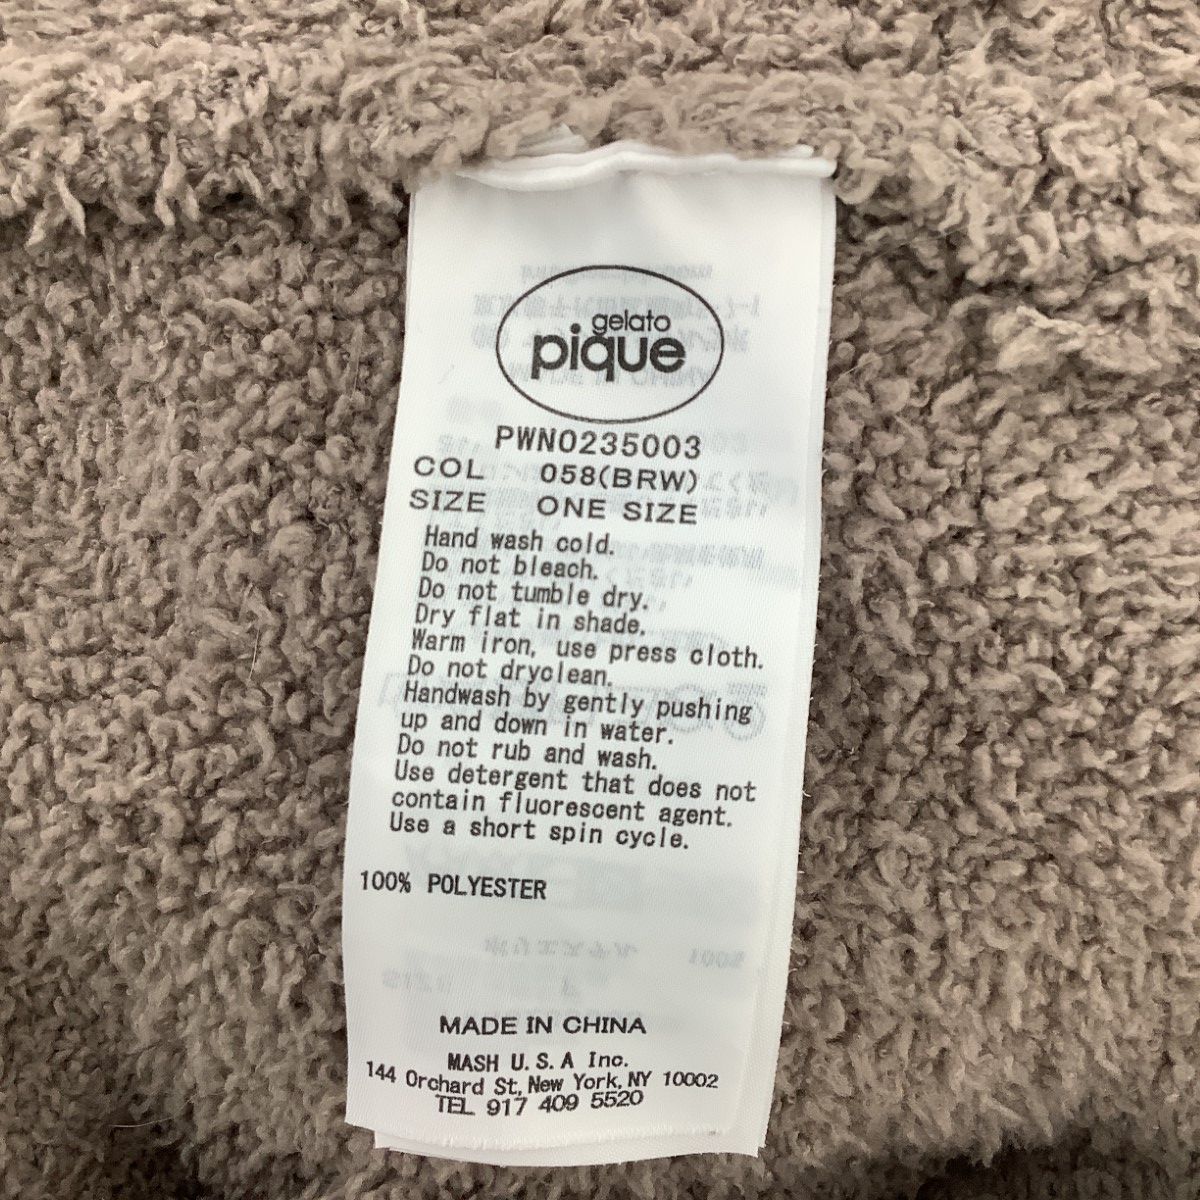 gelato
pique
PWNO235003
COL 058(BRW)
SIZE ONE SIZE
Hand wash cold.
Do not bleach.
Do not tumble dry.
Dry flat in shade.
Warm iron, use press cloth.
Do not dryclean.
Handwash by gently pushing
up and down in water.
Do not rub and wash.
Use detergent that does not
contain fluorescent agent.
Use a short spin cycle.
100% POLYESTER
MADE IN CHINA
MASH U.S.A Inc.
144 Orchard St, New York, NY 10002
TEL 917 409 5520